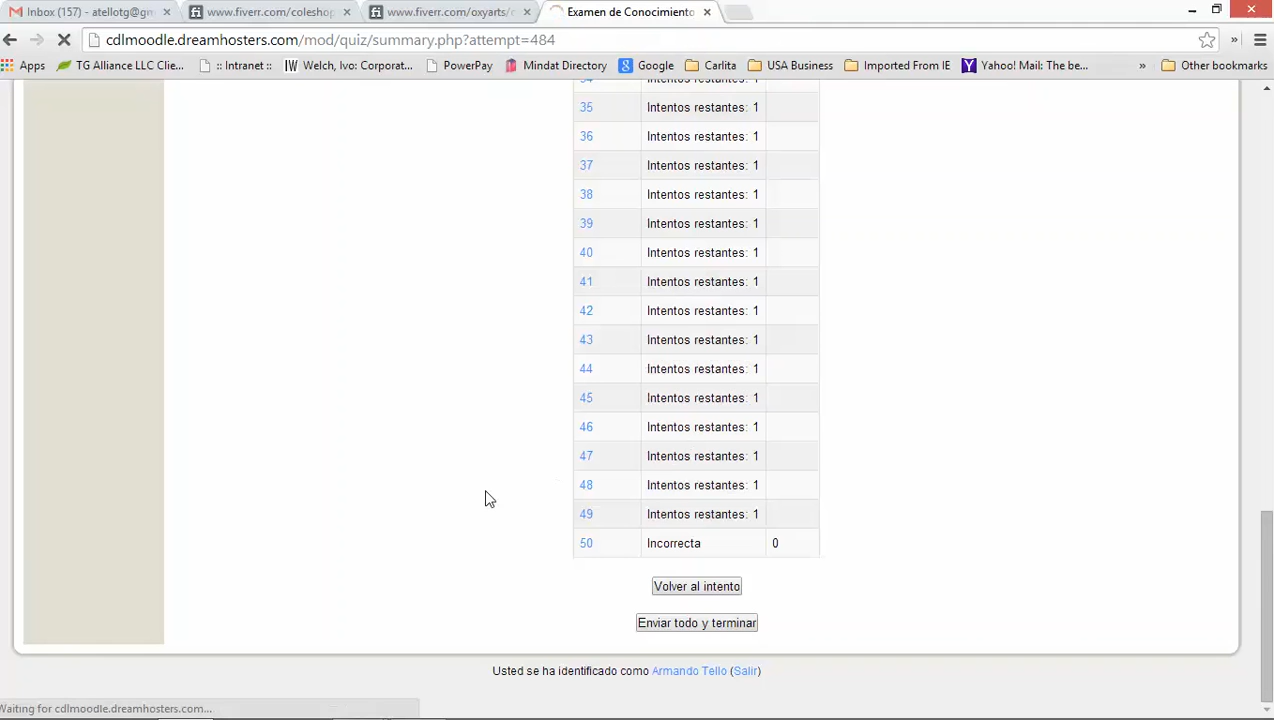 Inbox (157) - atellotg@gm
www.fiverr.com/coleshop
www.fiverr.com/oxyarts/
Examen de Conocimiento
cdlmoodle.dreamhosters.com/mod/quiz/summary.php?attempt=484
Apps TG Alliance LLC Clie... :: Intranet :: Welch, Ivo: Corporat... PowerPay Mindat Directory Google Carlita USA Business Imported From IE Yahoo! Mail: The be... » Other bookmarks
35 Intentos restantes: 1
36 Intentos restantes: 1
37 Intentos restantes: 1
38 Intentos restantes: 1
39 Intentos restantes: 1
40 Intentos restantes: 1
41 Intentos restantes: 1
42 Intentos restantes: 1
43 Intentos restantes: 1
44 Intentos restantes: 1
45 Intentos restantes: 1
46 Intentos restantes: 1
47 Intentos restantes: 1
48 Intentos restantes: 1
49 Intentos restantes: 1
50 Incorrecta 0
Volver al intento
Enviar todo y terminar
Usted se ha identificado como Armando Tello (Salir)
Waiting for cdlmoodle.dreamhosters.com...